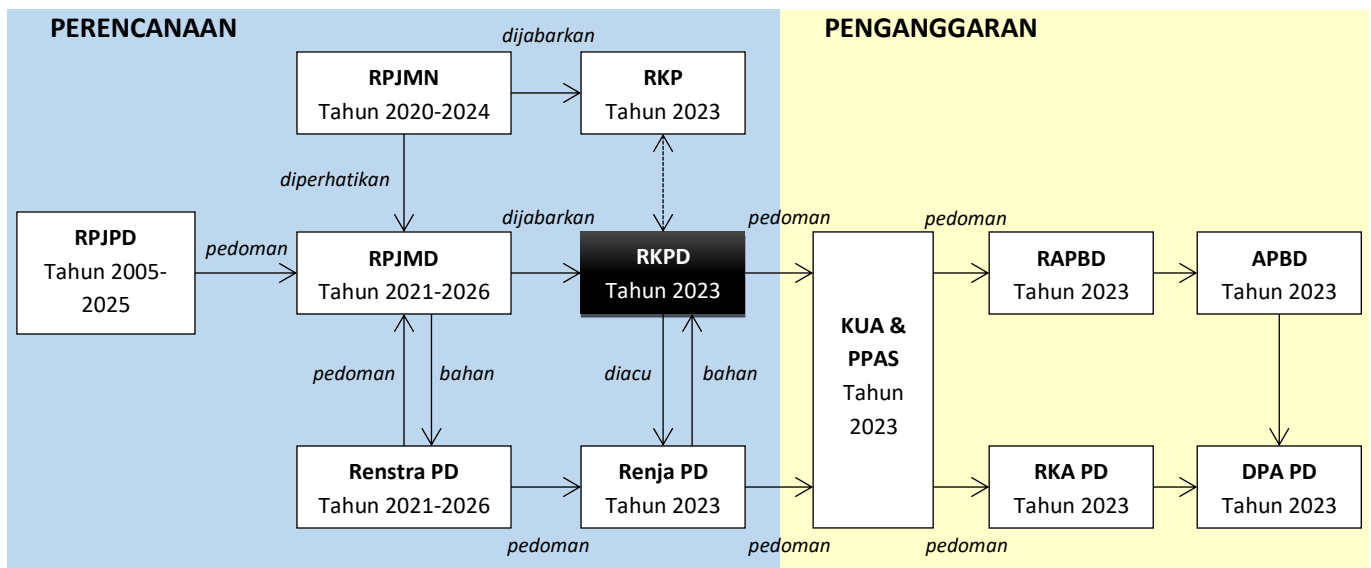 PERENCANAAN
PENGANGGARAN
dijabarkan
RPJMN
Tahun 2020-2024
RKP
Tahun 2023
diperhatikan
RPJPD
Tahun 2005-
2025
pedoman
RPJMD
Tahun 2021-2026
dijabarkan
RKPD
Tahun 2023
pedoman
KUA &
PPAS
Tahun
2023
pedoman
RAPBD
Tahun 2023
APBD
Tahun 2023
pedoman
bahan
diacu
bahan
Renstra PD
Tahun 2021-2026
pedoman
Renja PD
Tahun 2023
pedoman
pedoman
RKA PD
Tahun 2023
DPA PD
Tahun 2023